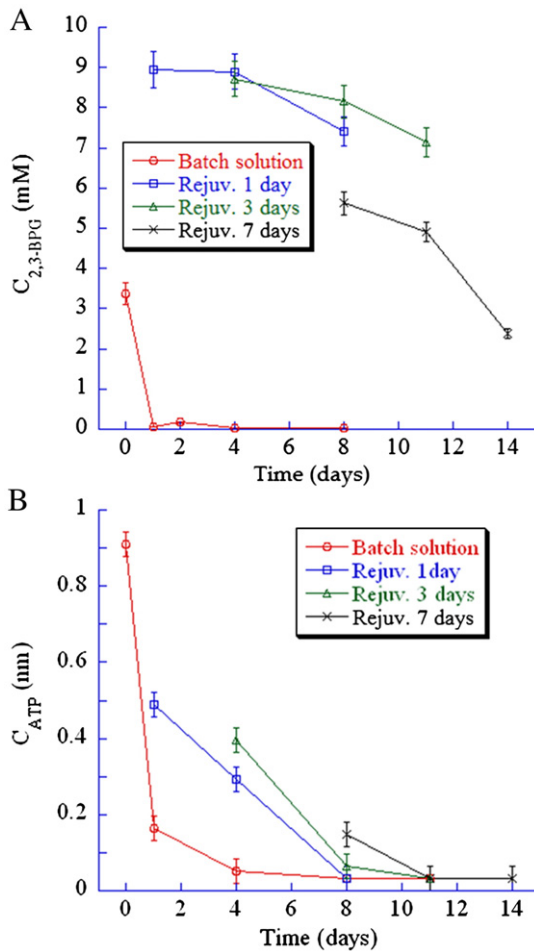 A
10
9
8
7
6
5
4
3
2
1
0
C2,3-BPG (mM)
Batch solution
Rejuv. 1 day
Rejuv. 3 days
Rejuv. 7 days
0 2 4 6 8 10 12 14
Time (days)
B
1
0.8
0.6
0.4
0.2
0
CATP (nm)
Batch solution
Rejuv. 1day
Rejuv. 3 days
Rejuv. 7 days
0 2 4 6 8 10 12 14
Time (days)